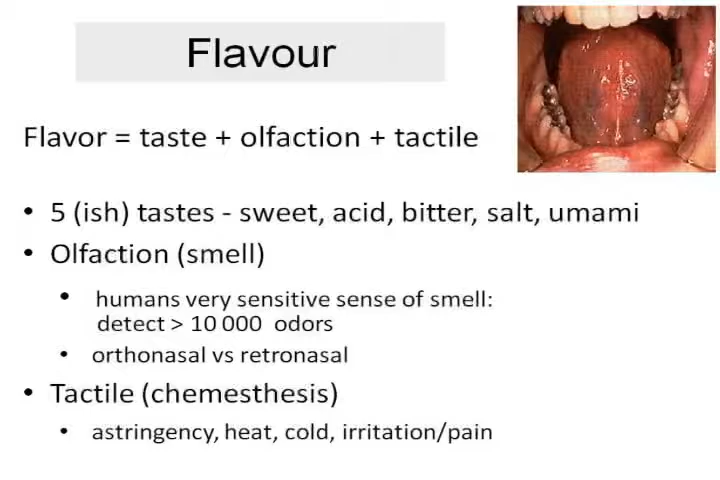 Flavour
Flavor = taste + olfaction + tactile
• 5 (ish) tastes - sweet, acid, bitter, salt, umami
• Olfaction (smell)
• humans very sensitive sense of smell:
detect > 10 000 odors
• orthonasal vs retronasal
• Tactile (chemesthesis)
• astringency, heat, cold, irritation/pain